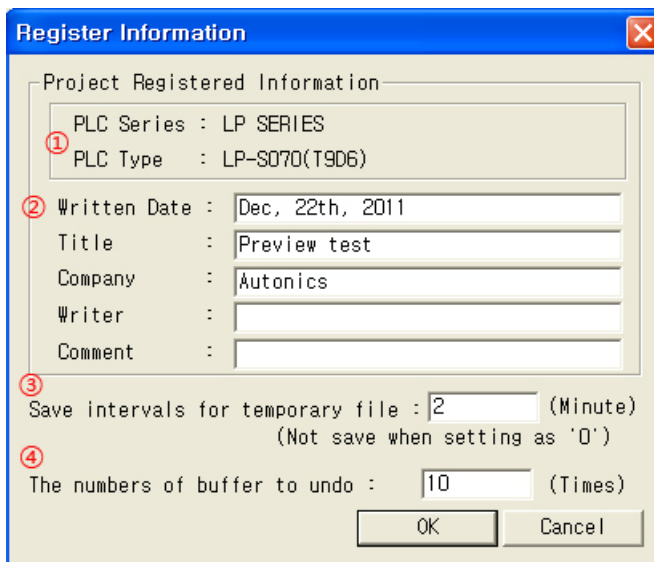 Register Information
Project Registered Information
① PLC Series : LP SERIES
PLC Type : LP-S070(T9D6)
② Written Date : Dec, 22th, 2011
Title : Preview test
Company : Autonics
Writer :
Comment :
③
Save intervals for temporary file : 2 (Minute)
(Not save when setting as '0')
④
The numbers of buffer to undo : 10 (Times)
OK Cancel